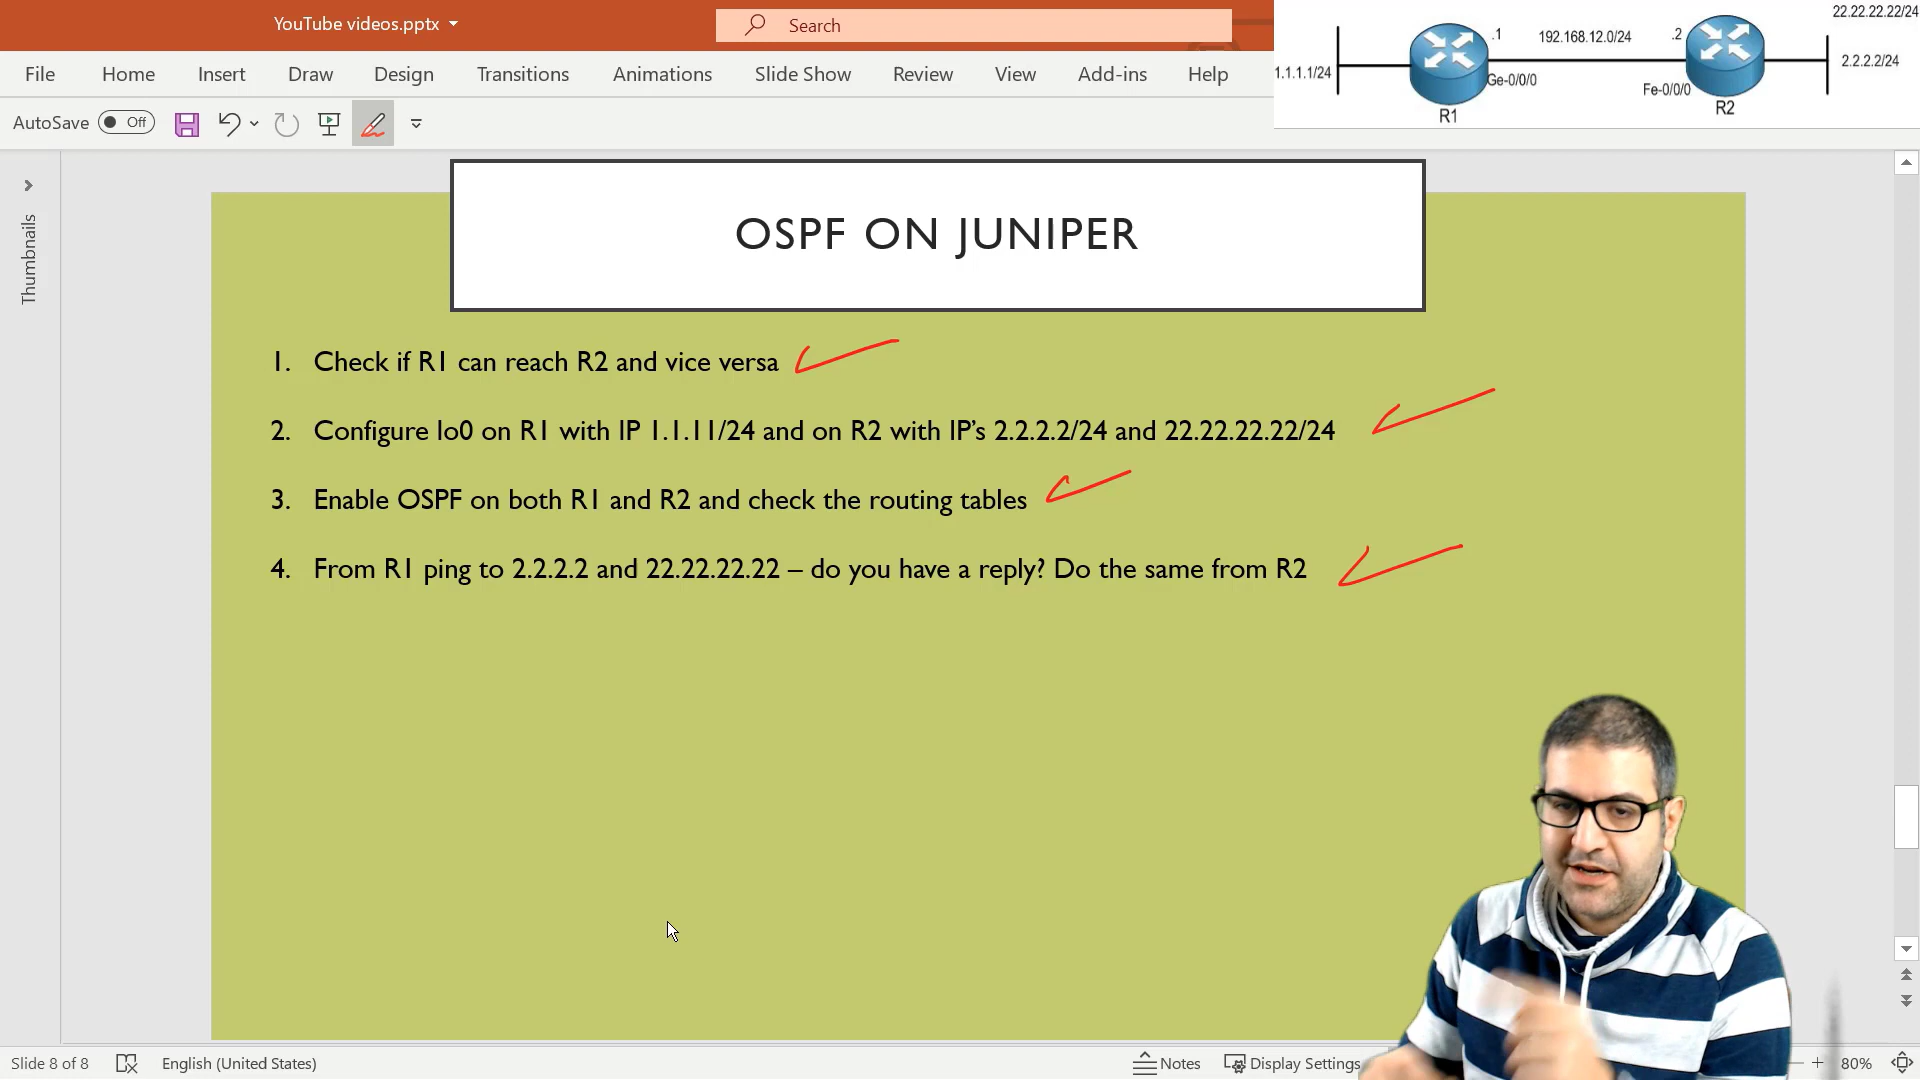 YouTube videos.pptx
Search
File Home Insert Draw Design Transitions Animations Slide Show Review View Add-ins Help
AutoSave Off
22.22.22.22/24
.1 192.168.12.0/24 .2
1.1.1.1/24 2.2.2.2/24
Ge-0/0/0 Fe-0/0/0
R1 R2
Thumbnails
OSPF ON JUNIPER
1. Check if R1 can reach R2 and vice versa
2. Configure lo0 on R1 with IP 1.1.11/24 and on R2 with IP’s 2.2.2.2/24 and 22.22.22.22/24
3. Enable OSPF on both R1 and R2 and check the routing tables
4. From R1 ping to 2.2.2.2 and 22.22.22.22 – do you have a reply? Do the same from R2
Slide 8 of 8 English (United States) Notes Display Settings 80%